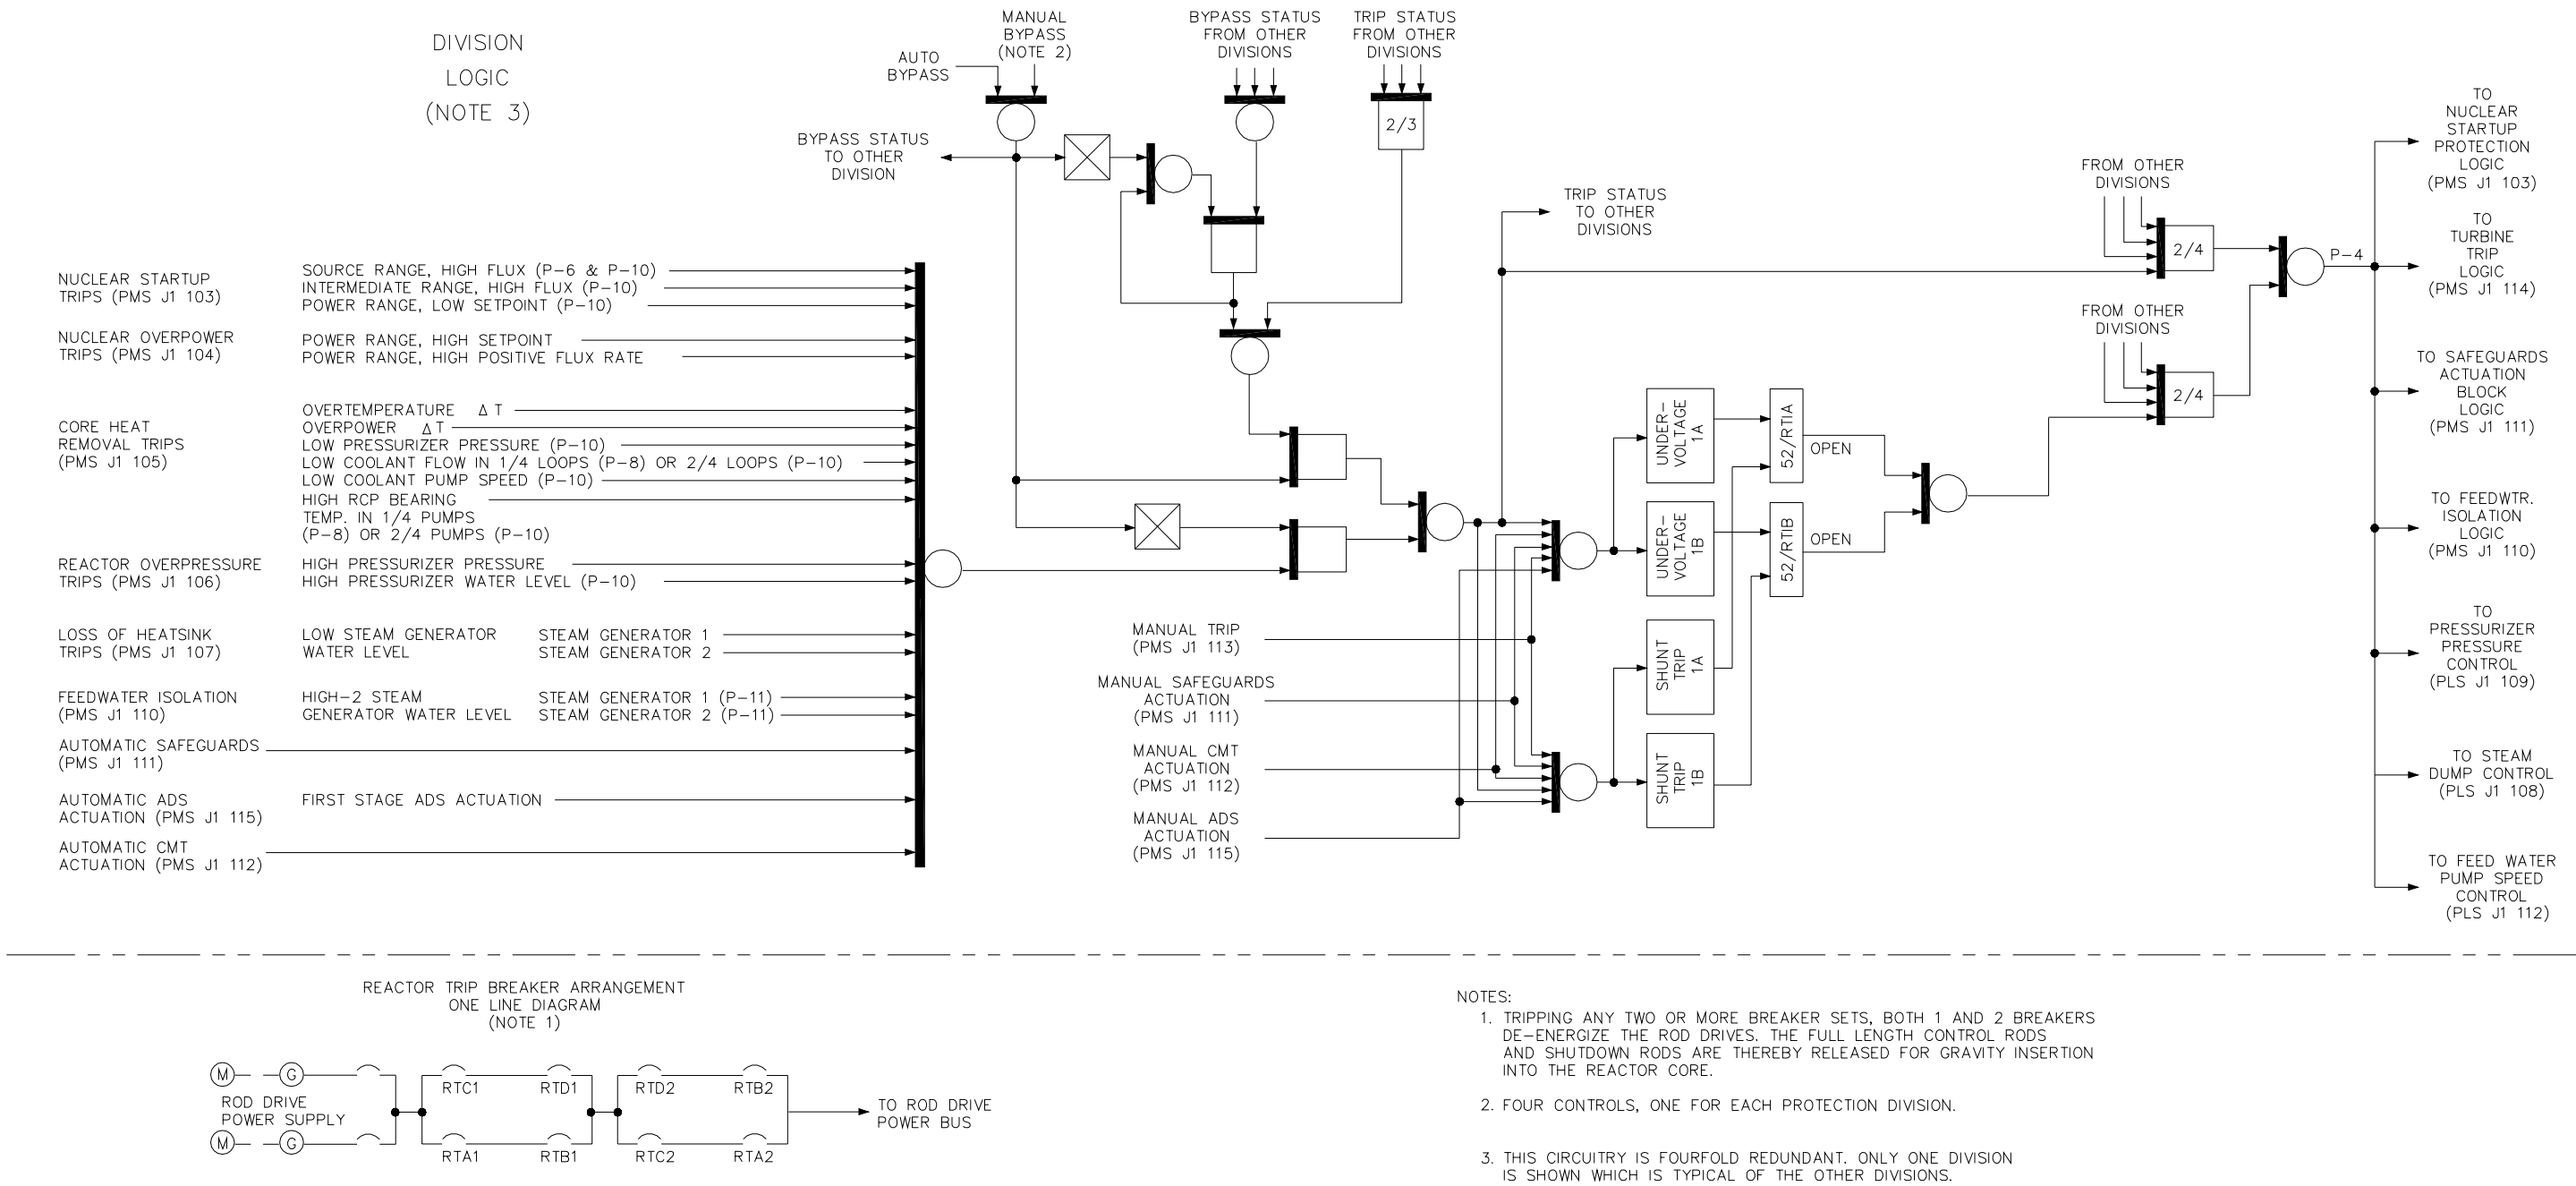 DIVISION
LOGIC
(NOTE 3)
AUTO
BYPASS
MANUAL
BYPASS
(NOTE 2)
BYPASS STATUS
FROM OTHER
DIVISIONS
TRIP STATUS
FROM OTHER
DIVISIONS
2/3
BYPASS STATUS
TO OTHER
DIVISION
TRIP STATUS
TO OTHER
DIVISIONS
NUCLEAR STARTUP
TRIPS (PMS J1 103)
SOURCE RANGE, HIGH FLUX (P-6 & P-10)
INTERMEDIATE RANGE, HIGH FLUX (P-10)
POWER RANGE, LOW SETPOINT (P-10)
NUCLEAR OVERPOWER
TRIPS (PMS J1 104)
POWER RANGE, HIGH SETPOINT
POWER RANGE, HIGH POSITIVE FLUX RATE
CORE HEAT
REMOVAL TRIPS
(PMS J1 105)
OVERTEMPERATURE Δ T
OVERPOWER Δ T
LOW PRESSURIZER PRESSURE (P-10)
LOW COOLANT FLOW IN 1/4 LOOPS (P-8) OR 2/4 LOOPS (P-10)
LOW COOLANT PUMP SPEED (P-10)
HIGH RCP BEARING
TEMP. IN 1/4 PUMPS
(P-8) OR 2/4 PUMPS (P-10)
REACTOR OVERPRESSURE
TRIPS (PMS J1 106)
HIGH PRESSURIZER PRESSURE
HIGH PRESSURIZER WATER LEVEL (P-10)
LOSS OF HEATSINK
TRIPS (PMS J1 107)
LOW STEAM GENERATOR
WATER LEVEL
STEAM GENERATOR 1
STEAM GENERATOR 2
FEEDWATER ISOLATION
(PMS J1 110)
HIGH-2 STEAM
GENERATOR WATER LEVEL
STEAM GENERATOR 1 (P-11)
STEAM GENERATOR 2 (P-11)
AUTOMATIC SAFEGUARDS
(PMS J1 111)
AUTOMATIC ADS
ACTUATION (PMS J1 115)
FIRST STAGE ADS ACTUATION
AUTOMATIC CMT
ACTUATION (PMS J1 112)
MANUAL TRIP
(PMS J1 113)
MANUAL SAFEGUARDS
ACTUATION
(PMS J1 111)
MANUAL CMT
ACTUATION
(PMS J1 112)
MANUAL ADS
ACTUATION
(PMS J1 115)
UNDER-
VOLTAGE
1A
UNDER-
VOLTAGE
1B
SHUNT
TRIP
1A
SHUNT
TRIP
1B
52/RTIA
OPEN
52/RTIB
OPEN
FROM OTHER
DIVISIONS
2/4
FROM OTHER
DIVISIONS
2/4
P-4
TO
NUCLEAR
STARTUP
PROTECTION
LOGIC
(PMS J1 103)
TO
TURBINE
TRIP
LOGIC
(PMS J1 114)
TO SAFEGUARDS
ACTUATION
BLOCK
LOGIC
(PMS J1 111)
TO FEEDWTR.
ISOLATION
LOGIC
(PMS J1 110)
TO
PRESSURIZER
PRESSURE
CONTROL
(PLS J1 109)
TO STEAM
DUMP CONTROL
(PLS J1 108)
TO FEED WATER
PUMP SPEED
CONTROL
(PLS J1 112)
REACTOR TRIP BREAKER ARRANGEMENT
ONE LINE DIAGRAM
(NOTE 1)
M G
ROD DRIVE
POWER SUPPLY
M G
RTC1 RTD1 RTD2 RTB2
RTA1 RTB1 RTC2 RTA2
TO ROD DRIVE
POWER BUS
NOTES:
1. TRIPPING ANY TWO OR MORE BREAKER SETS, BOTH 1 AND 2 BREAKERS
DE-ENERGIZE THE ROD DRIVES. THE FULL LENGTH CONTROL RODS
AND SHUTDOWN RODS ARE THEREBY RELEASED FOR GRAVITY INSERTION
INTO THE REACTOR CORE.
2. FOUR CONTROLS, ONE FOR EACH PROTECTION DIVISION.
3. THIS CIRCUITRY IS FOURFOLD REDUNDANT. ONLY ONE DIVISION
IS SHOWN WHICH IS TYPICAL OF THE OTHER DIVISIONS.